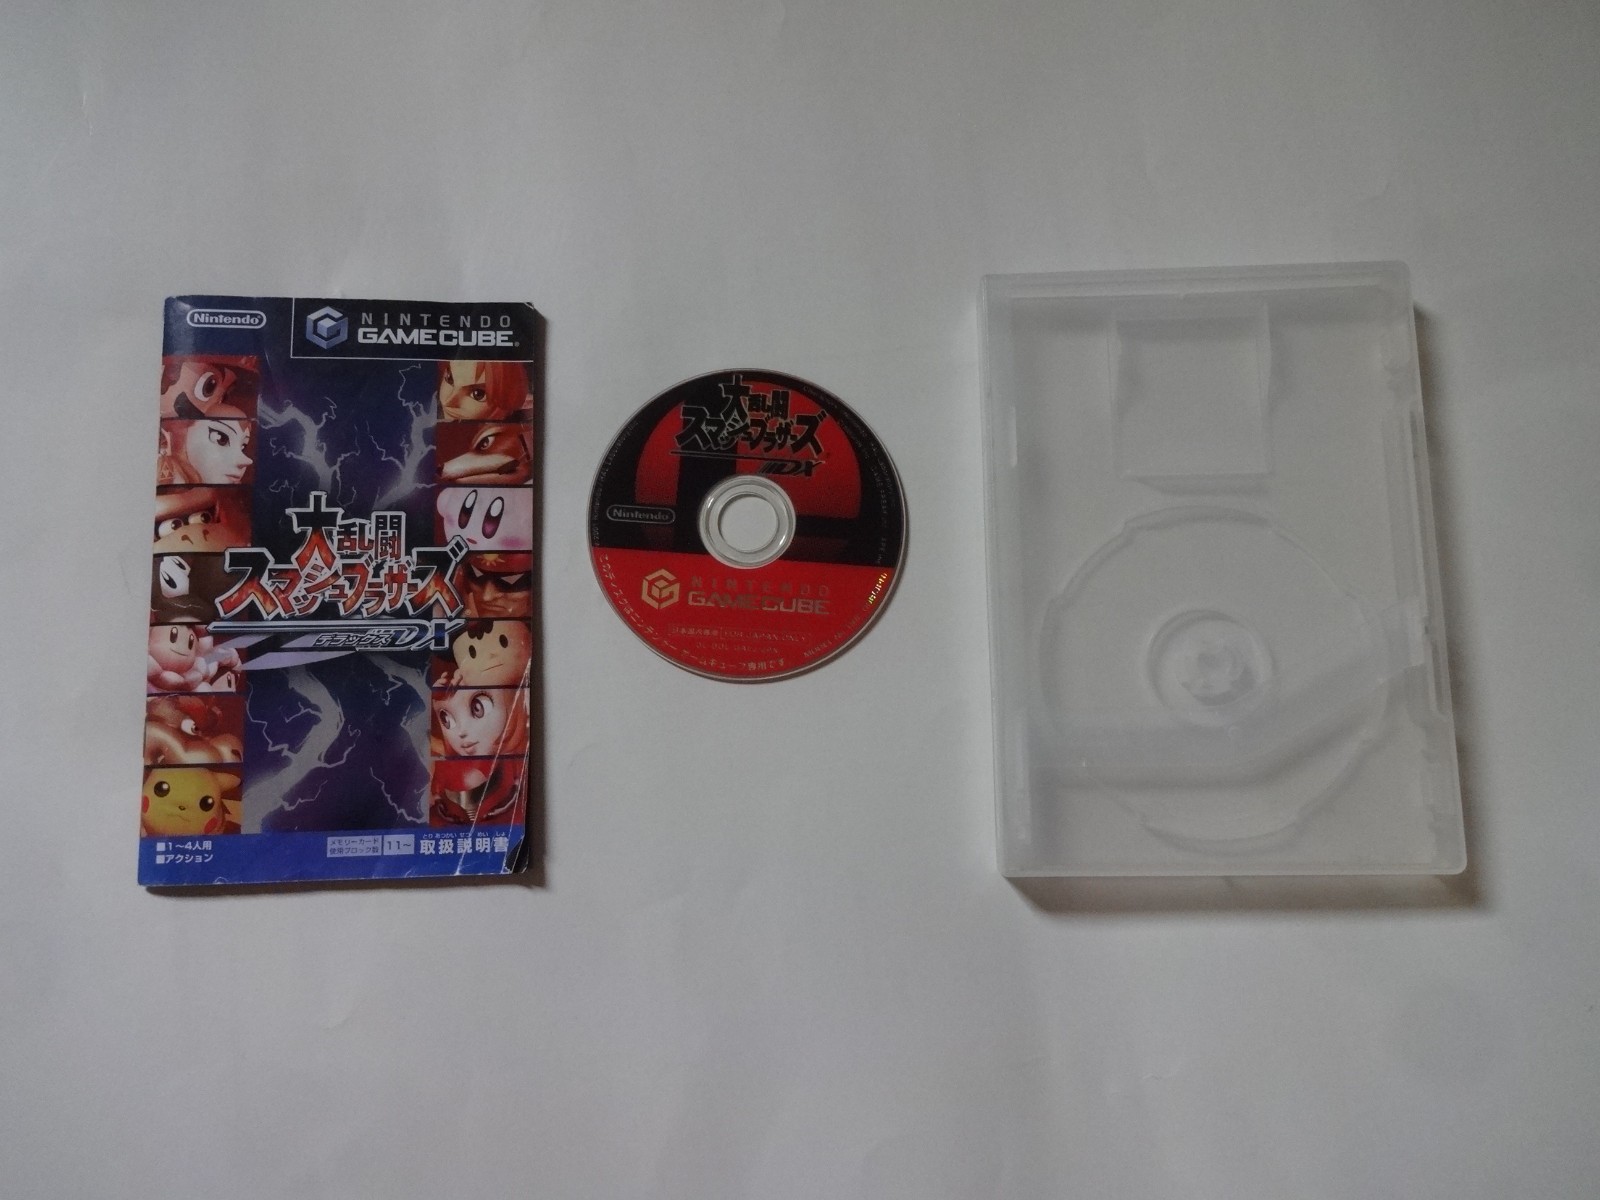 Nintendo
NINTENDO
GAMECUBE
大乱闘
スマッシュブラザーズ
デラックス DX
■1～4人用
■アクション
メモリーカード
使用ブロック数
11～
とりあつかいせつめいしょ
取扱説明書
大乱闘
スマッシュブラザーズ
DX
Nintendo
NINTENDO
GAMECUBE
FOR JAPAN ONLY